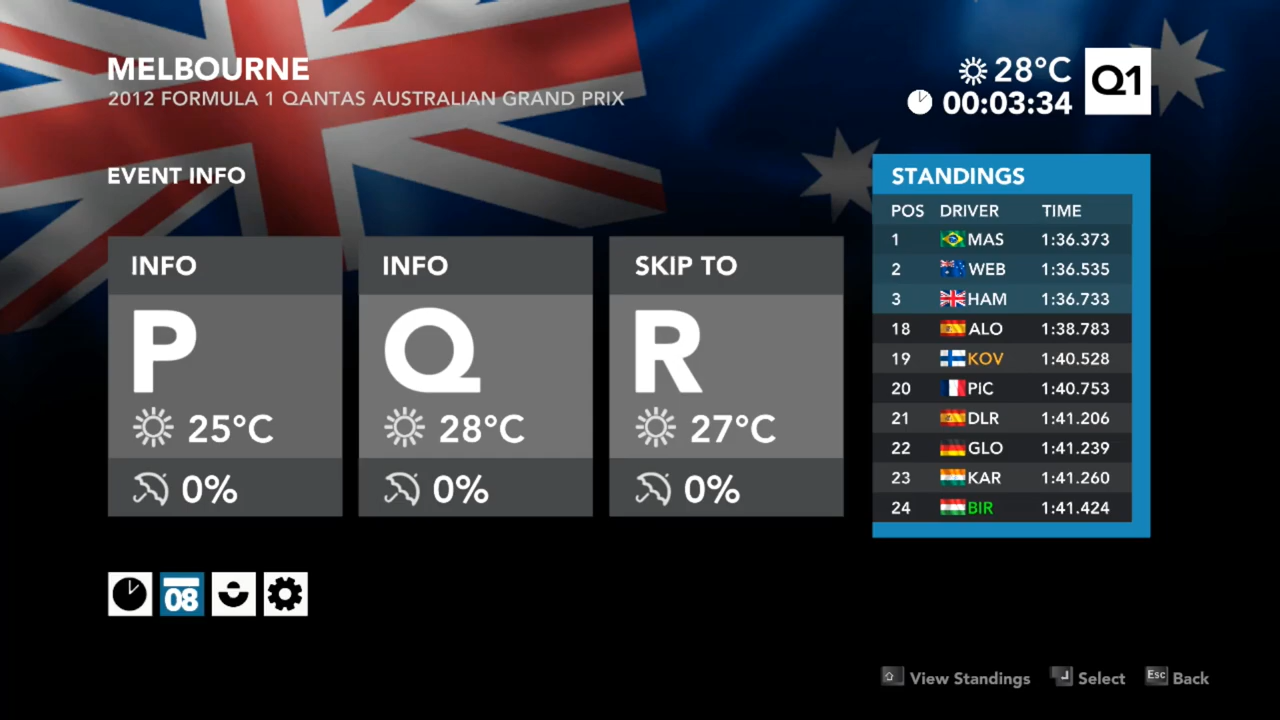 MELBOURNE
2012 FORMULA 1 QANTAS AUSTRALIAN GRAND PRIX
28°C
00:03:34
Q1
EVENT INFO
INFO
P
25°C
0%
INFO
Q
28°C
0%
SKIP TO
R
27°C
0%
STANDINGS
POS DRIVER TIME
1 MAS 1:36.373
2 WEB 1:36.535
3 HAM 1:36.733
18 ALO 1:38.783
19 KOV 1:40.528
20 PIC 1:40.753
21 DLR 1:41.206
22 GLO 1:41.239
23 KAR 1:41.260
24 BIR 1:41.424
08
View Standings Select Esc Back